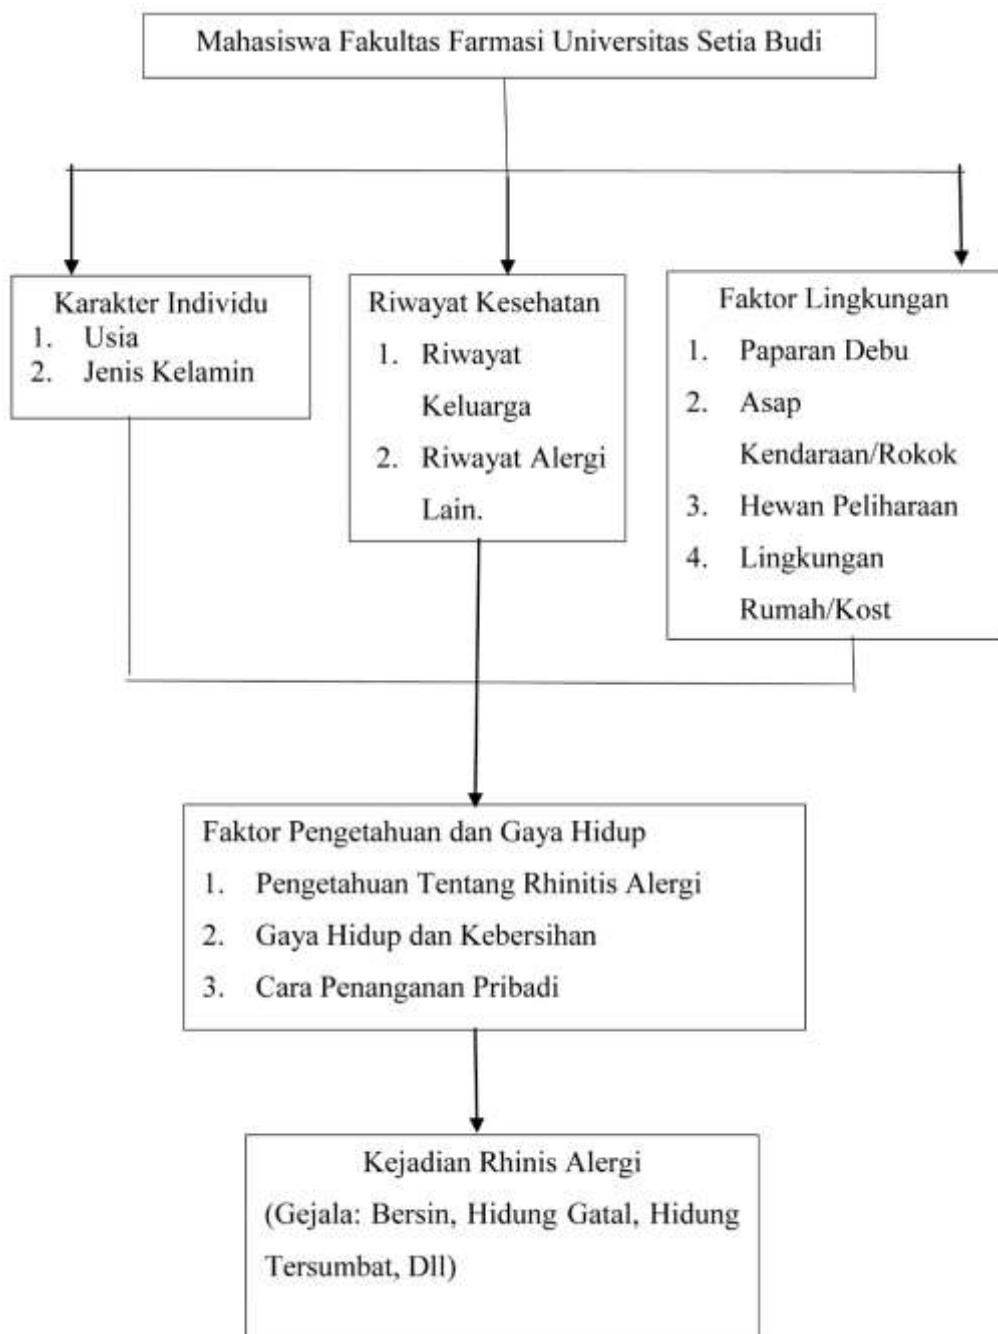 Mahasiswa Fakultas Farmasi Universitas Setia Budi
Karakter Individu
1. Usia
2. Jenis Kelamin
Riwayat Kesehatan
1. Riwayat
Keluarga
2. Riwayat Alergi
Lain.
Faktor Lingkungan
1. Paparan Debu
2. Asap
Kendaraan/Rokok
3. Hewan Peliharaan
4. Lingkungan
Rumah/Kost
Faktor Pengetahuan dan Gaya Hidup
1. Pengetahuan Tentang Rhinitis Alergi
2. Gaya Hidup dan Kebersihan
3. Cara Penanganan Pribadi
Kejadian Rhinis Alergi
(Gejala: Bersin, Hidung Gatal, Hidung
Tersumbat, Dll)